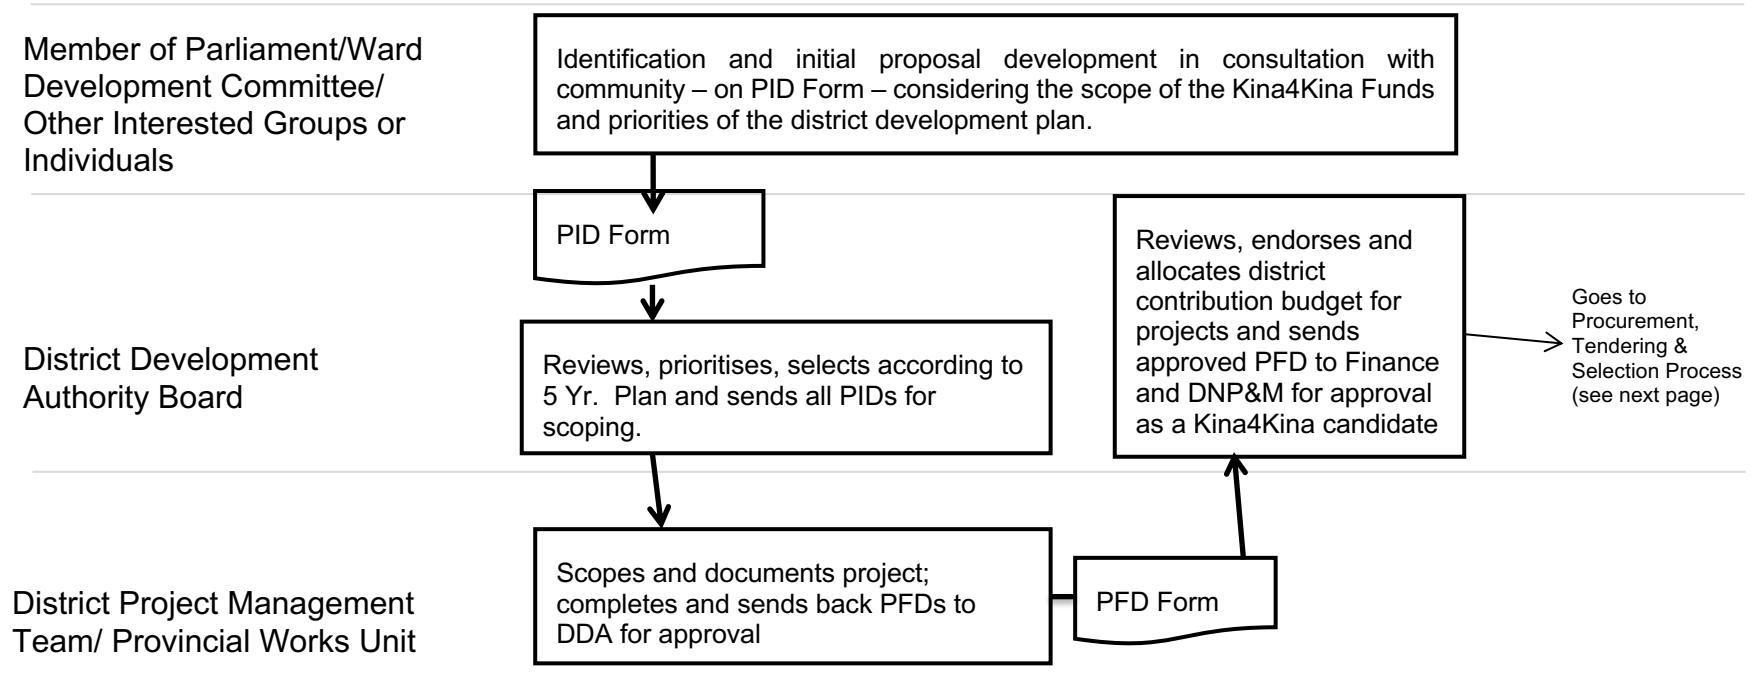 Member of Parliament/Ward
Development Committee/
Other Interested Groups or
Individuals
Identification and initial proposal development in consultation with
community – on PID Form – considering the scope of the Kina4Kina Funds
and priorities of the district development plan.
PID Form
District Development
Authority Board
Reviews, prioritises, selects according to
5 Yr. Plan and sends all PIDs for
scoping.
Reviews, endorses and
allocates district
contribution budget for
projects and sends
approved PFD to Finance
and DNP&M for approval
as a Kina4Kina candidate
Goes to
Procurement,
Tendering &
Selection Process
(see next page)
District Project Management
Team/ Provincial Works Unit
Scopes and documents project;
completes and sends back PFDs to
DDA for approval
PFD Form